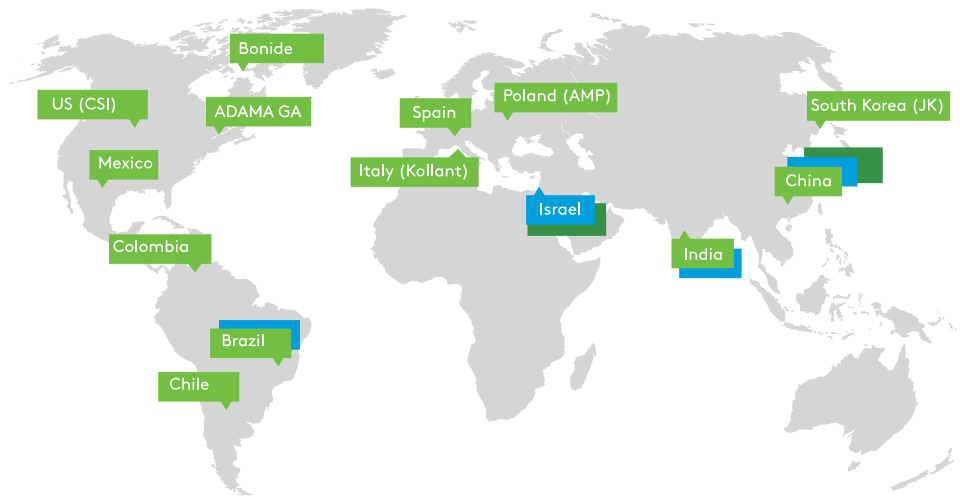 Bonide
US (CSI)
ADAMA GA
Spain
Poland (AMP)
South Korea (JK)
Mexico
Italy (Kollant)
China
Israel
Colombia
India
Brazil
Chile